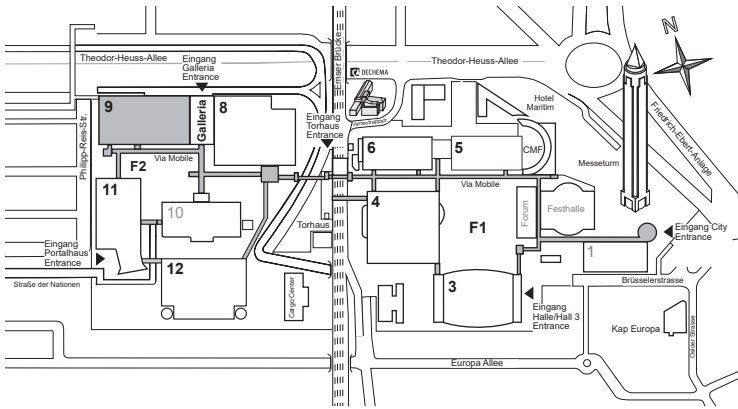 N
Theodor-Heuss-Allee
Eingang
Galleria
Entrance
Emser Brücke
Theodor-Heuss-Allee
DECHEMA
Hotel
Maritim
Friedrich-Ebert-Anlage
Philipp-Reis-Str.
9
Galleria
8
Eingang
Torhaus
Entrance
6
5
CMF
Messeturm
Via Mobile
F2
11
10
12
Via Mobile
4
F1
Forum
Festhalle
Torhaus
Eingang City
Entrance
1
Eingang
Portalhaus
Entrance
Straße der Nationen
Cargo Center
3
Eingang
Halle/Hall 3
Entrance
Brüsselerstrasse
Kap Europa
Osloer Strasse
Europa Allee